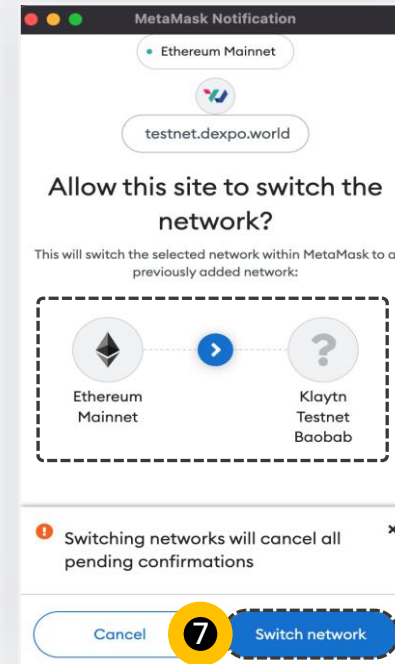 MetaMask Notification
Ethereum Mainnet
testnet.dexpo.world
Allow this site to switch the
network?
This will switch the selected network within MetaMask to a
previously added network:
Ethereum
Mainnet
Klaytn
Testnet
Baobab
Switching networks will cancel all
pending confirmations
Cancel
7
Switch network